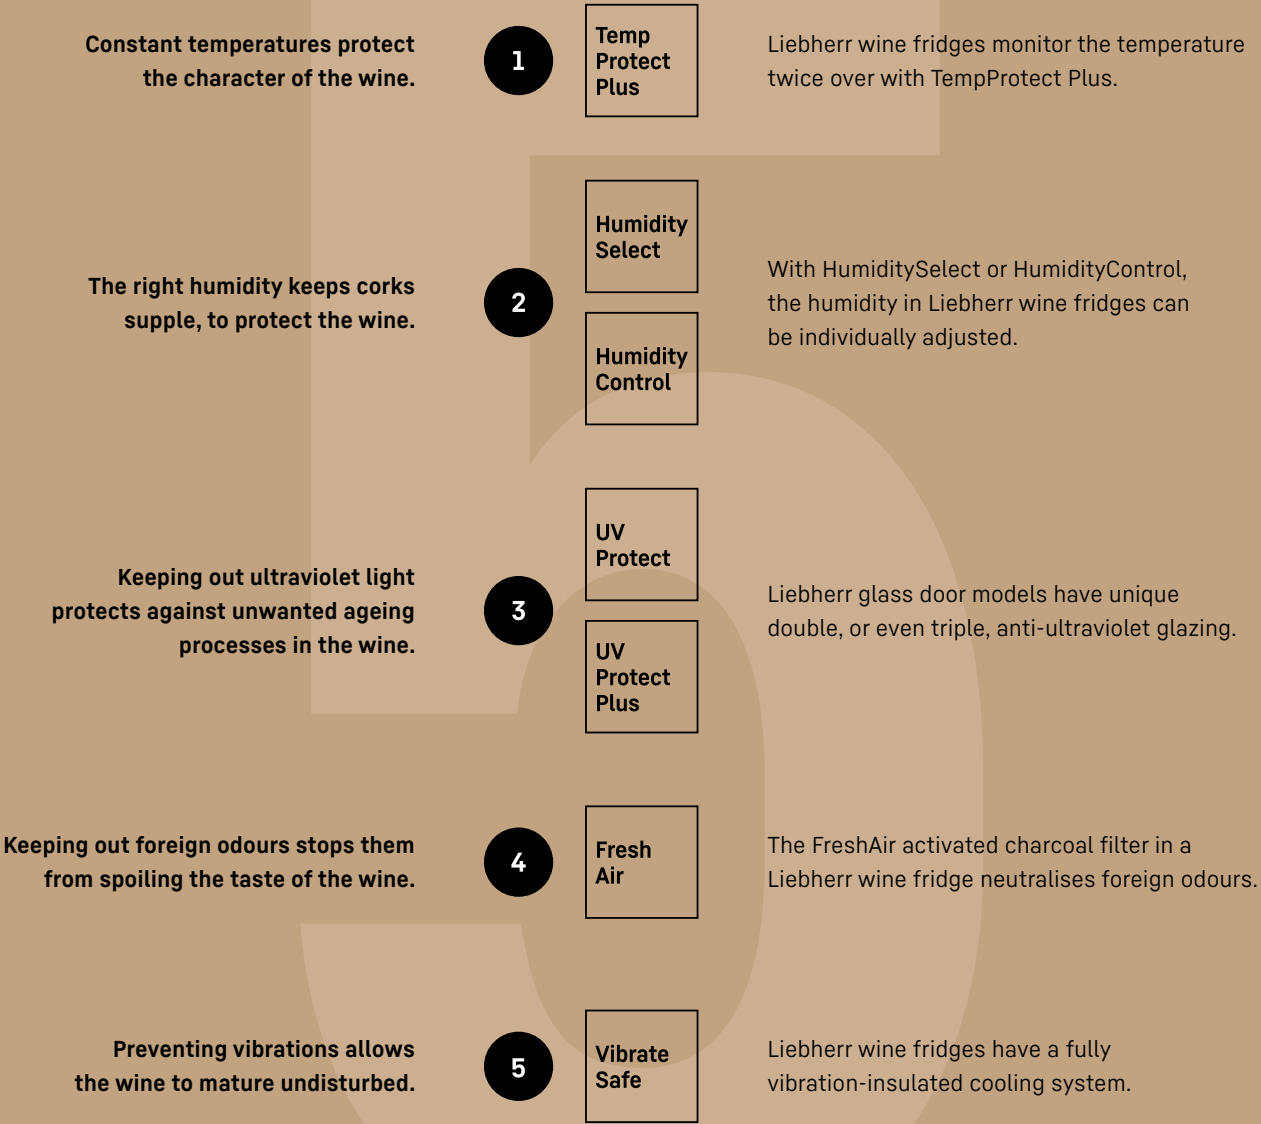 Constant temperatures protect
the character of the wine.
1
Temp
Protect
Plus
Liebherr wine fridges monitor the temperature
twice over with TempProtect Plus.
The right humidity keeps corks
supple, to protect the wine.
2
Humidity
Select
Humidity
Control
With HumiditySelect or HumidityControl,
the humidity in Liebherr wine fridges can
be individually adjusted.
Keeping out ultraviolet light
protects against unwanted ageing
processes in the wine.
3
UV
Protect
UV
Protect
Plus
Liebherr glass door models have unique
double, or even triple, anti-ultraviolet glazing.
Keeping out foreign odours stops them
from spoiling the taste of the wine.
4
Fresh
Air
The FreshAir activated charcoal filter in a
Liebherr wine fridge neutralises foreign odours.
Preventing vibrations allows
the wine to mature undisturbed.
5
Vibrate
Safe
Liebherr wine fridges have a fully
vibration-insulated cooling system.
5